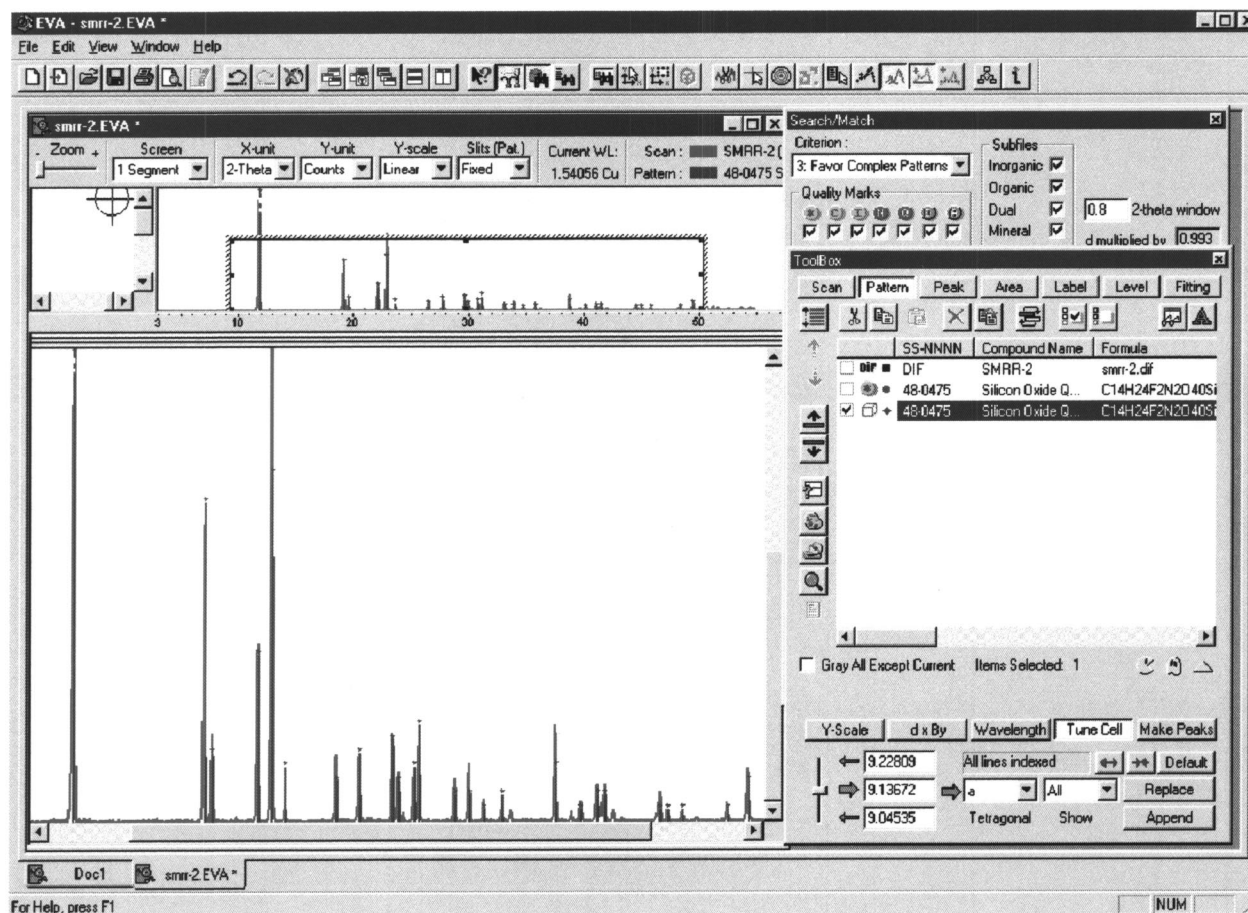 EVA - smrr-2.EVA *
File Edit View Window Help
smrr-2.EVA *
- Zoom + Screen X-unit Y-unit Y-scale Slits (Pat.) Current WL: Scan : SMRR-2 (
1 Segment 2-Theta Counts Linear Fixed 1.54056 Cu Pattern : 48-0475 S
3 10 20 30 40 50 60
Search/Match
Criterion : Subfiles
3: Favor Complex Patterns Inorganic
Organic
Quality Marks Dual 0.8 2-theta window
Mineral d multiplied by 0.993
ToolBox
Scan Pattern Peak Area Label Level Fitting
SS-NNNN Compound Name Formula
DIF DIF SMRR-2 smrr-2.dif
48-0475 Silicon Oxide Q... C14H24F2N2O40Si
48-0475 Silicon Oxide Q... C14H24F2N2O40Si
Gray All Except Current Items Selected: 1
Y-Scale d x By Wavelength Tune Cell Make Peaks
9.22809 All lines indexed Default
9.13672 a All Replace
9.04535 Tetragonal Show Append
Doc1 smrr-2.EVA *
For Help, press F1 NUM